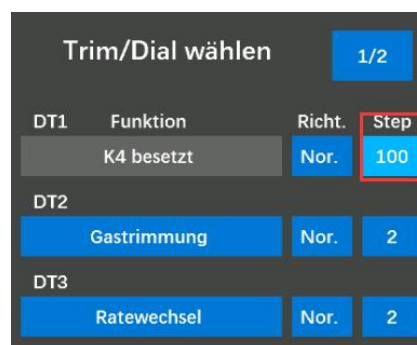 Trim/Dial wählen 1/2
DT1 Funktion Richt. Step
K4 besetzt Nor. 100
DT2
Gastrimmung Nor. 2
DT3
Ratewechsel Nor. 2